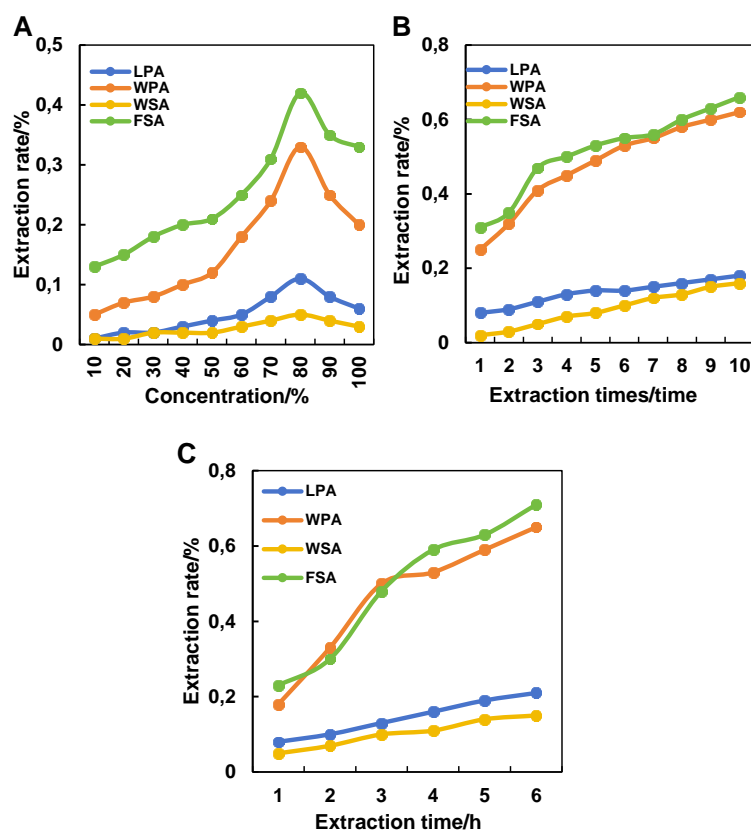 A
0,5
0,4
0,3
0,2
0,1
0
Extraction rate/%
LPA
WPA
WSA
FSA
10 20 30 40 50 60 70 80 90 100
Concentration/%
B
0,8
0,6
0,4
0,2
0
Extraction rate/%
LPA
WPA
WSA
FSA
1 2 3 4 5 6 7 8 9 10
Extraction times/time
C
0,8
0,6
0,4
0,2
0
Extraction rate/%
LPA
WPA
WSA
FSA
1 2 3 4 5 6
Extraction time/h